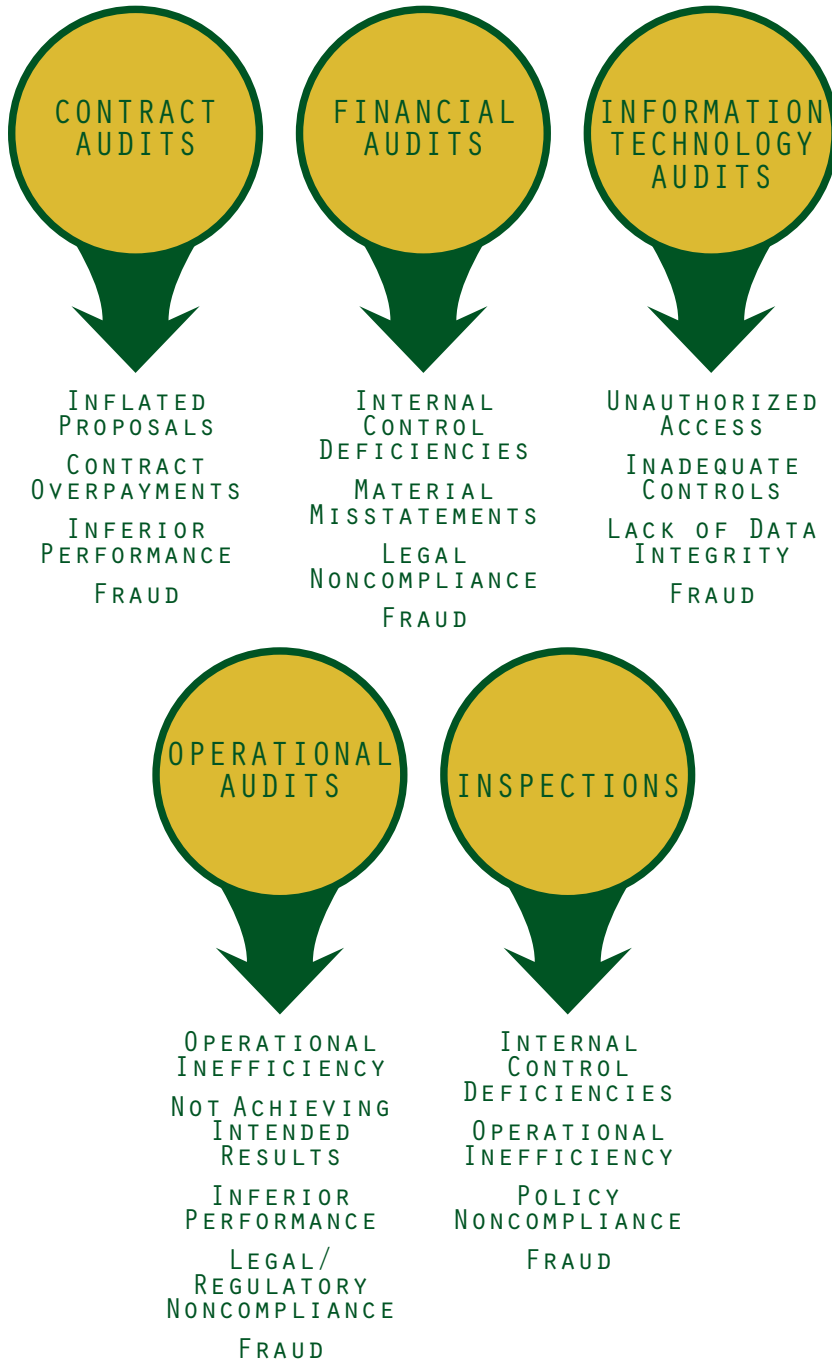 CONTRACT
AUDITS
Inflated
Proposals
Contract
Overpayments
Inferior
Performance
Fraud
FINANCIAL
AUDITS
Internal
Control
Deficiencies
Material
Misstatements
Legal
Noncompliance
Fraud
INFORMATION
TECHNOLOGY
AUDITS
Unauthorized
Access
Inadequate
Controls
Lack of Data
Integrity
Fraud
OPERATIONAL
AUDITS
Operational
Inefficiency
Not Achieving
Intended
Results
Inferior
Performance
Legal/
Regulatory
Noncompliance
Fraud
INSPECTIONS
Internal
Control
Deficiencies
Operational
Inefficiency
Policy
Noncompliance
Fraud